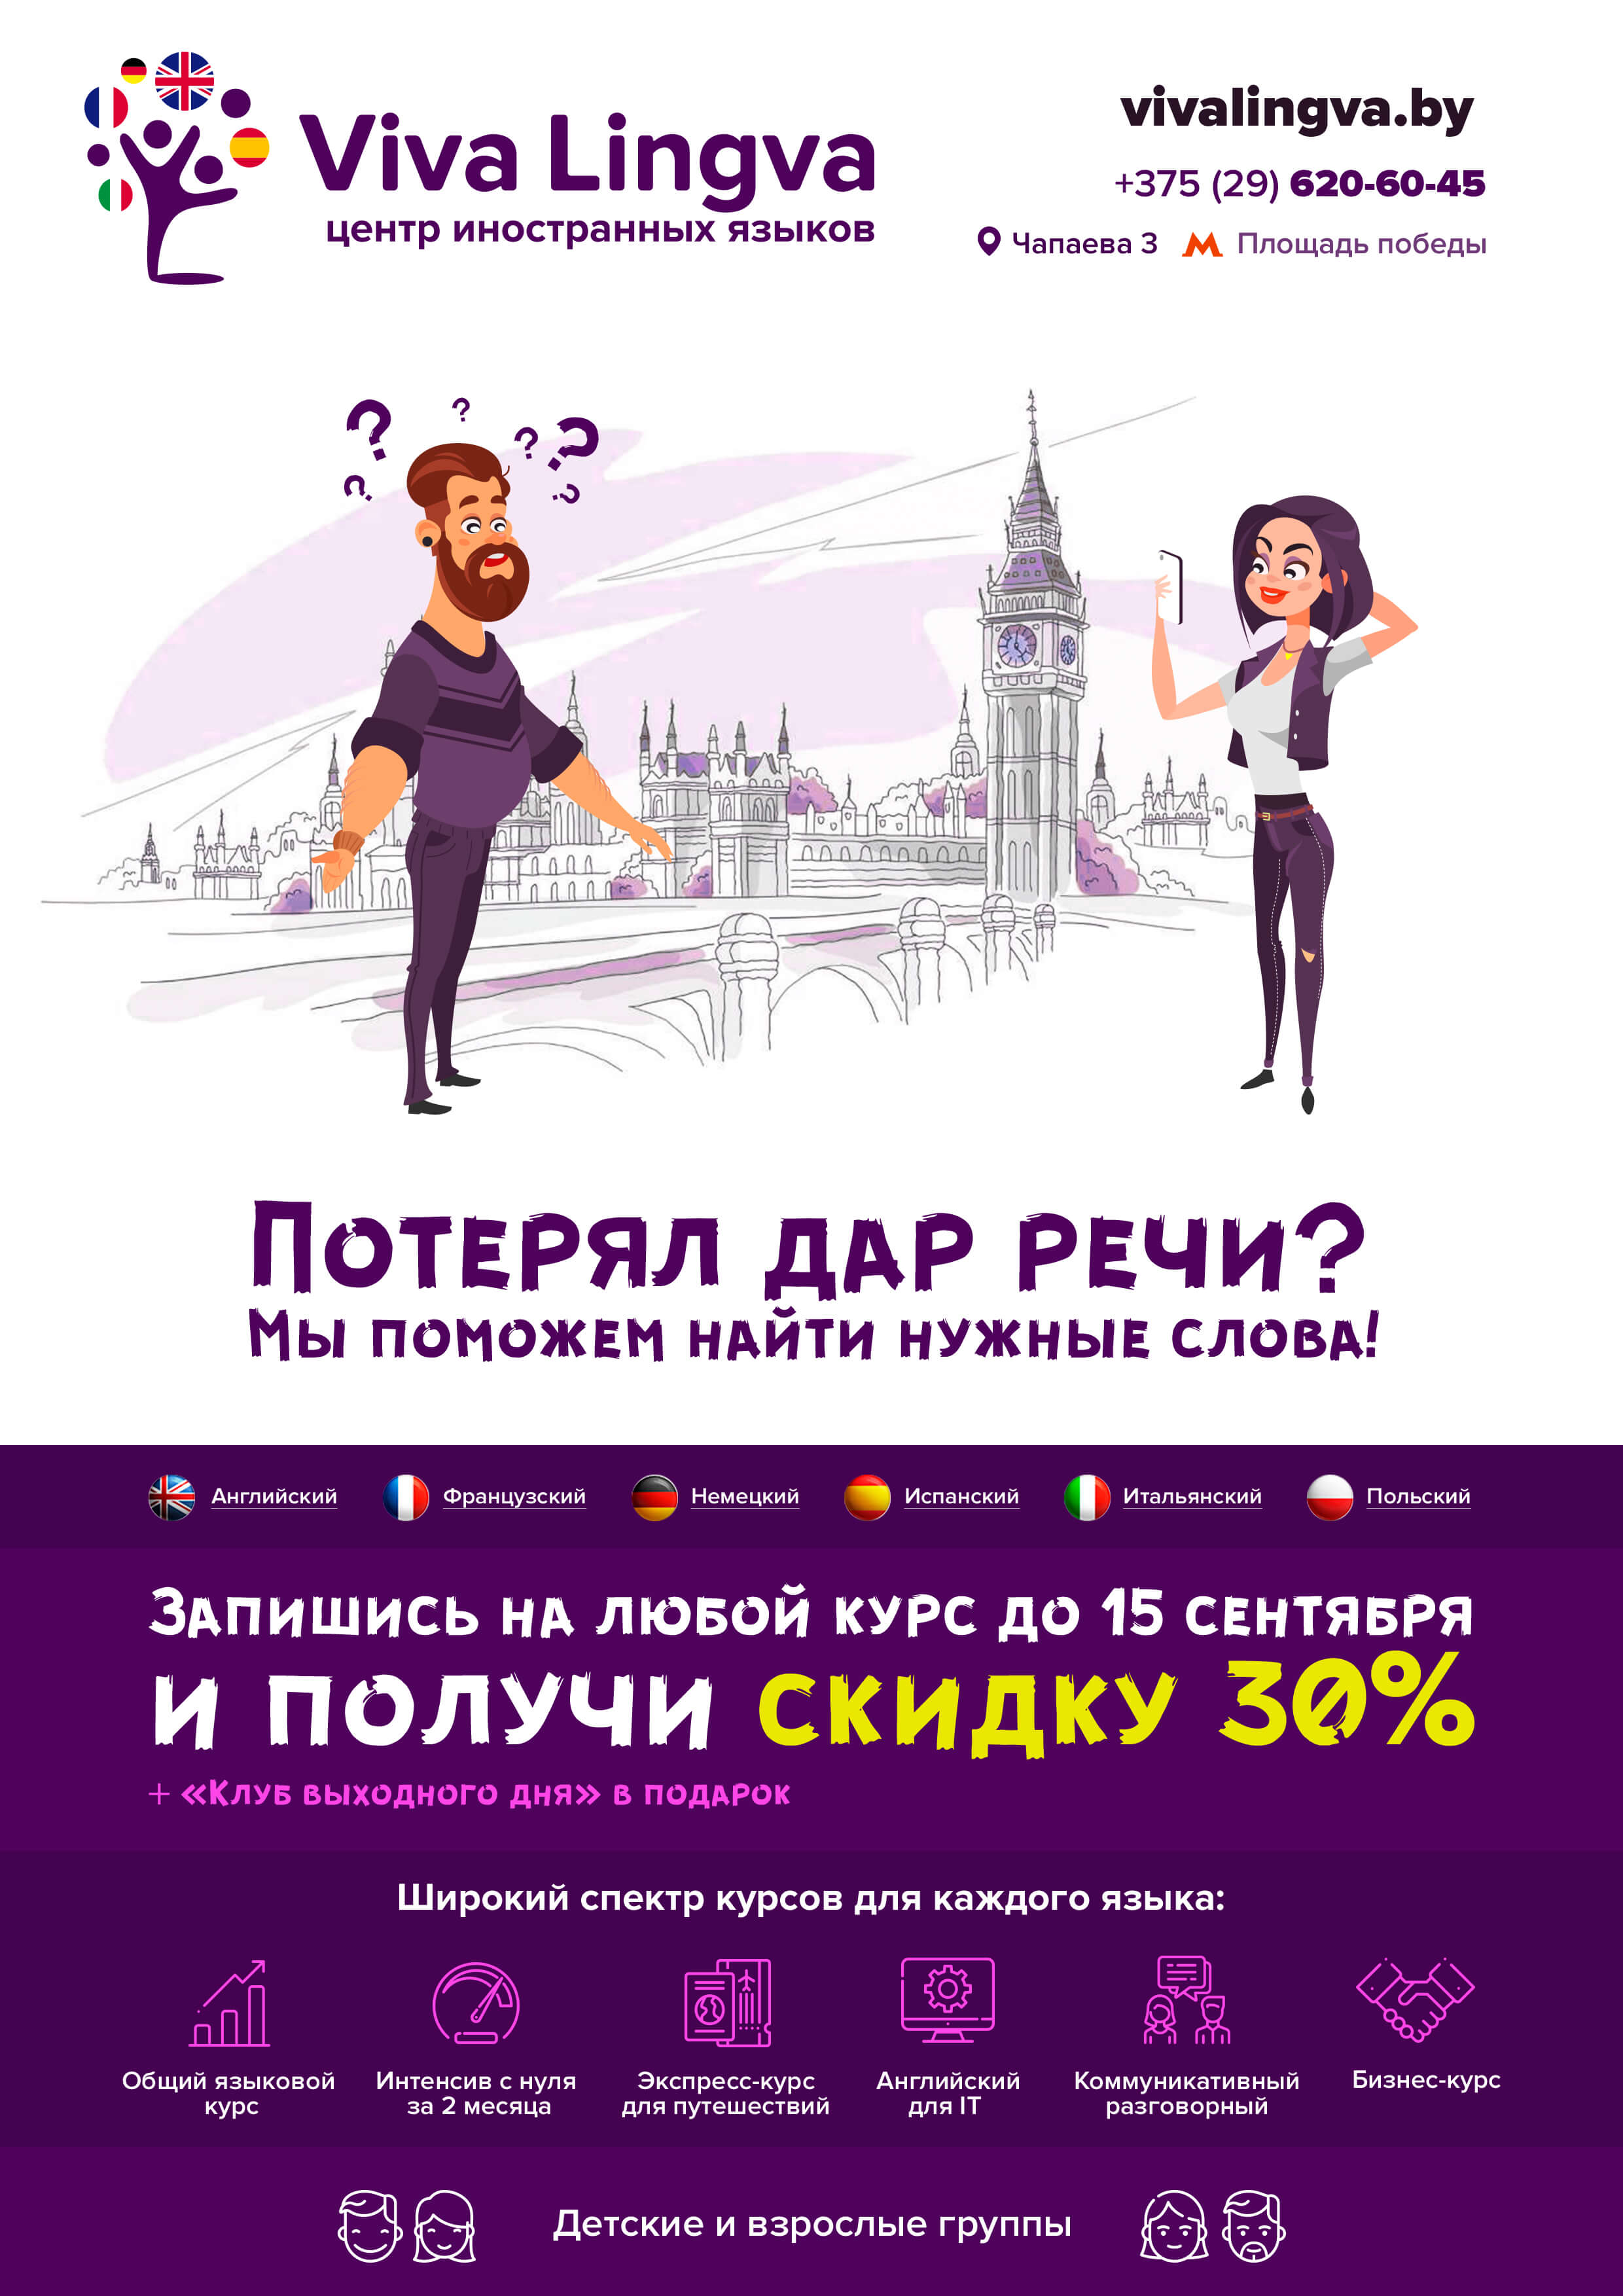 Viva Lingva
центр иностранных языков
vivalingva.by
+375 (29) 620-60-45
Чапаева 3 М Площадь победы
? ? ? ? ? ?
Потерял дар речи?
Мы поможем найти нужные слова!
Английский Французский Немецкий Испанский Итальянский Польский
Запишись на любой курс до 15 сентября
и получи скидку 30%
+ «Клуб выходного дня» в подарок
Широкий спектр курсов для каждого языка:
Общий языковой
курс
Интенсив с нуля
за 2 месяца
Экспресс-курс
для путешествий
Английский
для IT
Коммуникативный
разговорный
Бизнес-курс
Детские и взрослые группы